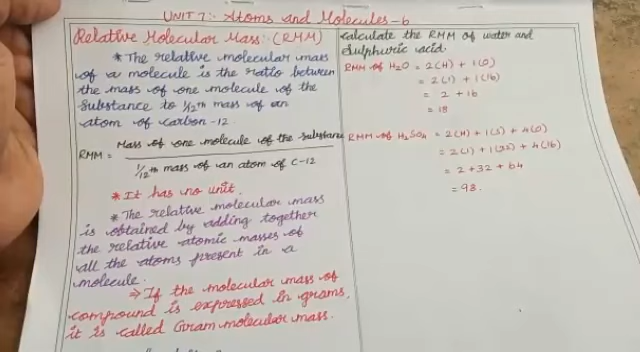 UNIT 7:- Atoms and Molecules-6
Relative Molecular Mass:(RMM)
* The relative molecular mass
of a molecule is the ratio between
the mass of one molecule of the
substance to 1/12th mass of an
atom of carbon-12.
RMM = Mass of one molecule of the substance
1/12th mass of an atom of C-12
* It has no unit.
* The relative molecular mass
is obtained by adding together
the relative atomic masses of
all the atoms present in a
molecule.
⇒ If the molecular mass of
compound is expressed in grams,
it is called Gram molecular mass.
calculate the RMM of water and
Sulphuric acid.
RMM of H₂O = 2(H) + 1(O)
= 2(1) + 1(16)
= 2 + 16
= 18
RMM of H₂SO₄ = 2(H) + 1(S) + 4(O)
= 2(1) + 1(32) + 4(16)
= 2+32 + 64
= 98.